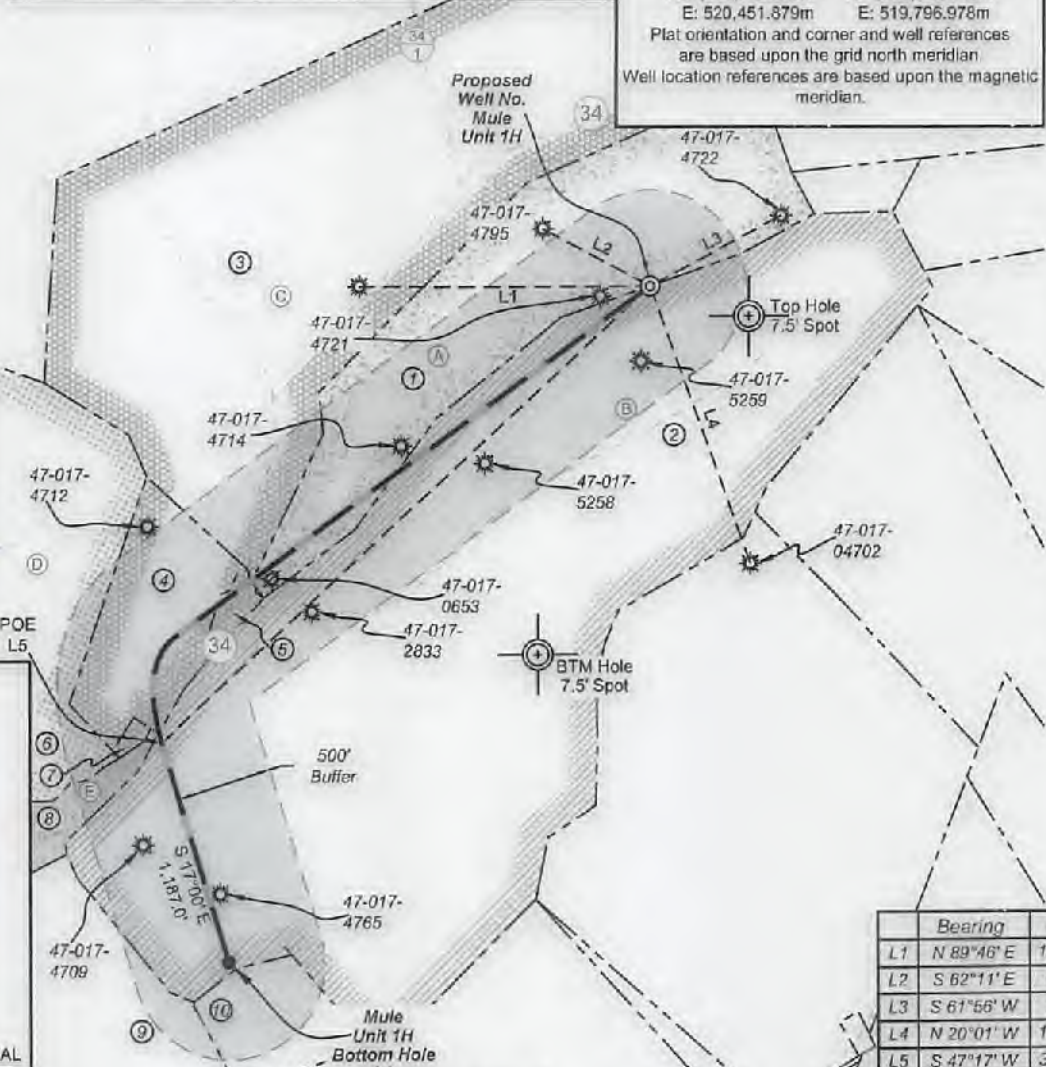 E: 520,451.879m E: 519,796.978m
Plat orientation and corner and well references
are based upon the grid north meridian
Well location references are based upon the magnetic
meridian.
34
1
Proposed
Well No.
Mule
Unit 1H
34
47-017-
4722
47-017-
4795
L2
L3
3
C
L1
Top Hole
7.5' Spot
47-017-
4721
A
1
47-017-
5259
B
L4
2
47-017-
4714
47-017-
4712
47-017-
5258
47-017-
04702
D
4
47-017-
0653
POE
L5
34
5
47-017-
2833
BTM Hole
7.5' Spot
6
7
E
8
500'
Buffer
S 17°00' E
1,187.0'
47-017-
4765
47-017-
4709
10
9
Mule
Unit 1H
Bottom Hole
AL
Bearing
L1 N 89°46' E 1
L2 S 62°11' E
L3 S 61°56' W
L4 N 20°01' W 1
L5 S 47°17' W 3